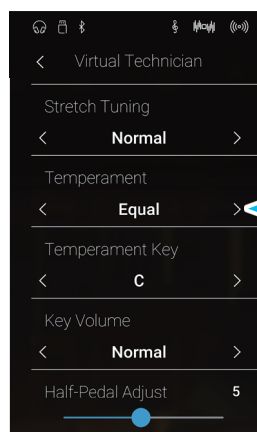 Virtual Technician
Stretch Tuning
Normal
Temperament
Equal
Temperament Key
C
Key Volume
Normal
Half-Pedal Adjust 5